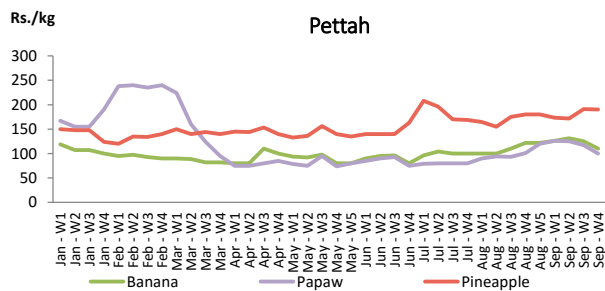 Rs./kg
Pettah
300
250
200
150
100
50
0
Jan - W1
Jan - W2
Jan - W3
Jan - W4
Feb - W1
Feb - W2
Feb - W3
Feb - W4
Mar - W1
Mar - W2
Mar - W3
Mar - W4
Apr - W1
Apr - W2
Apr - W3
Apr - W4
May - W1
May - W2
May - W3
May - W4
May - W5
Jun - W1
Jun - W2
Jun - W3
Jun - W4
Jul - W1
Jul - W2
Jul - W3
Jul - W4
Aug - W1
Aug - W2
Aug - W3
Aug - W4
Aug - W5
Sep - W1
Sep - W2
Sep - W3
Sep - W4
Banana
Papaw
Pineapple